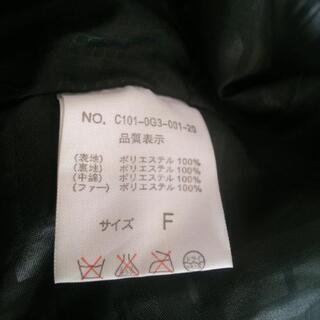 NO. C101-0G3-001-29
品質表示
(表地) ポリエステル100%
(裏地) ポリエステル100%
(中綿) ポリエステル100%
(ファー) ポリエステル100%
サイズ F